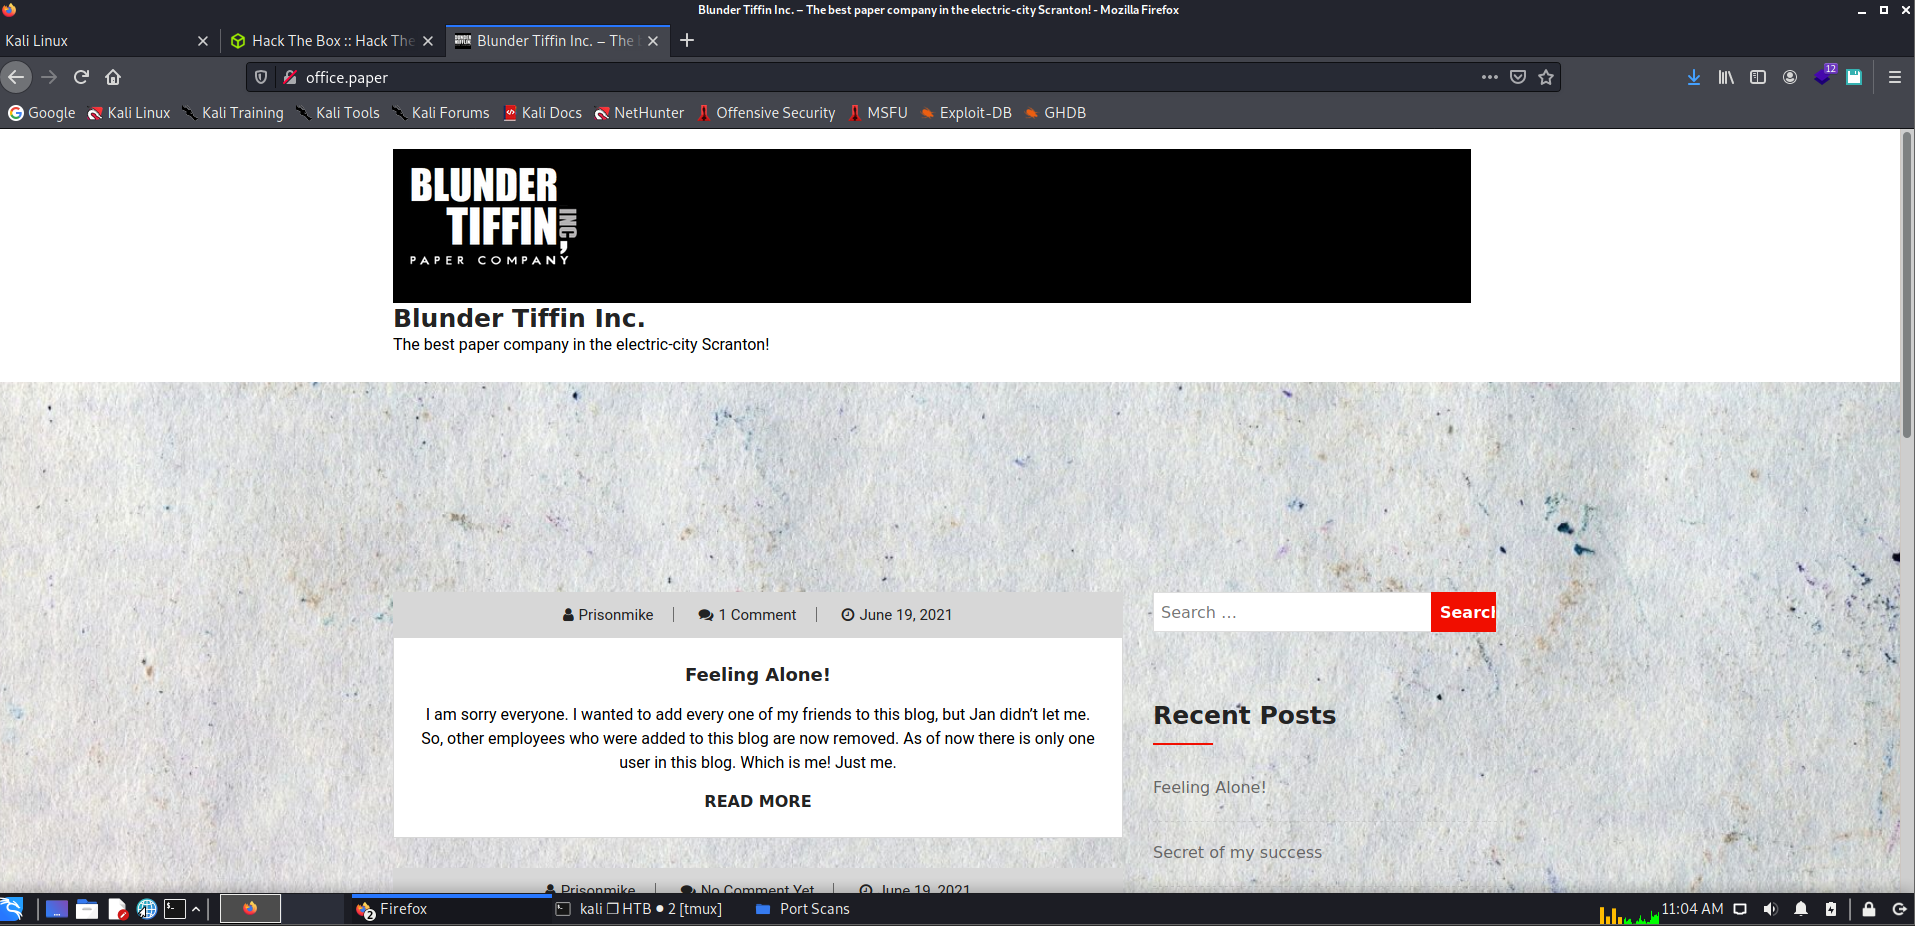 Blunder Tiffin Inc. – The best paper company in the electric-city Scranton! - Mozilla Firefox
Kali Linux
Hack The Box :: Hack The
Blunder Tiffin Inc. – The
office.paper
12
Google Kali Linux Kali Training Kali Tools Kali Forums Kali Docs NetHunter Offensive Security MSFU Exploit-DB GHDB
BLUNDER
TIFFIN,
INC
PAPER COMPANY
Blunder Tiffin Inc.
The best paper company in the electric-city Scranton!
Prisonmike 1 Comment June 19, 2021
Feeling Alone!
I am sorry everyone. I wanted to add every one of my friends to this blog, but Jan didn’t let me.
So, other employees who were added to this blog are now removed. As of now there is only one
user in this blog. Which is me! Just me.
READ MORE
Search …
Search
Recent Posts
Feeling Alone!
Secret of my success
Prisonmike No Comment Yet June 19, 2021
2
Firefox
kali ❐ HTB ● 2 [tmux]
Port Scans
11:04 AM